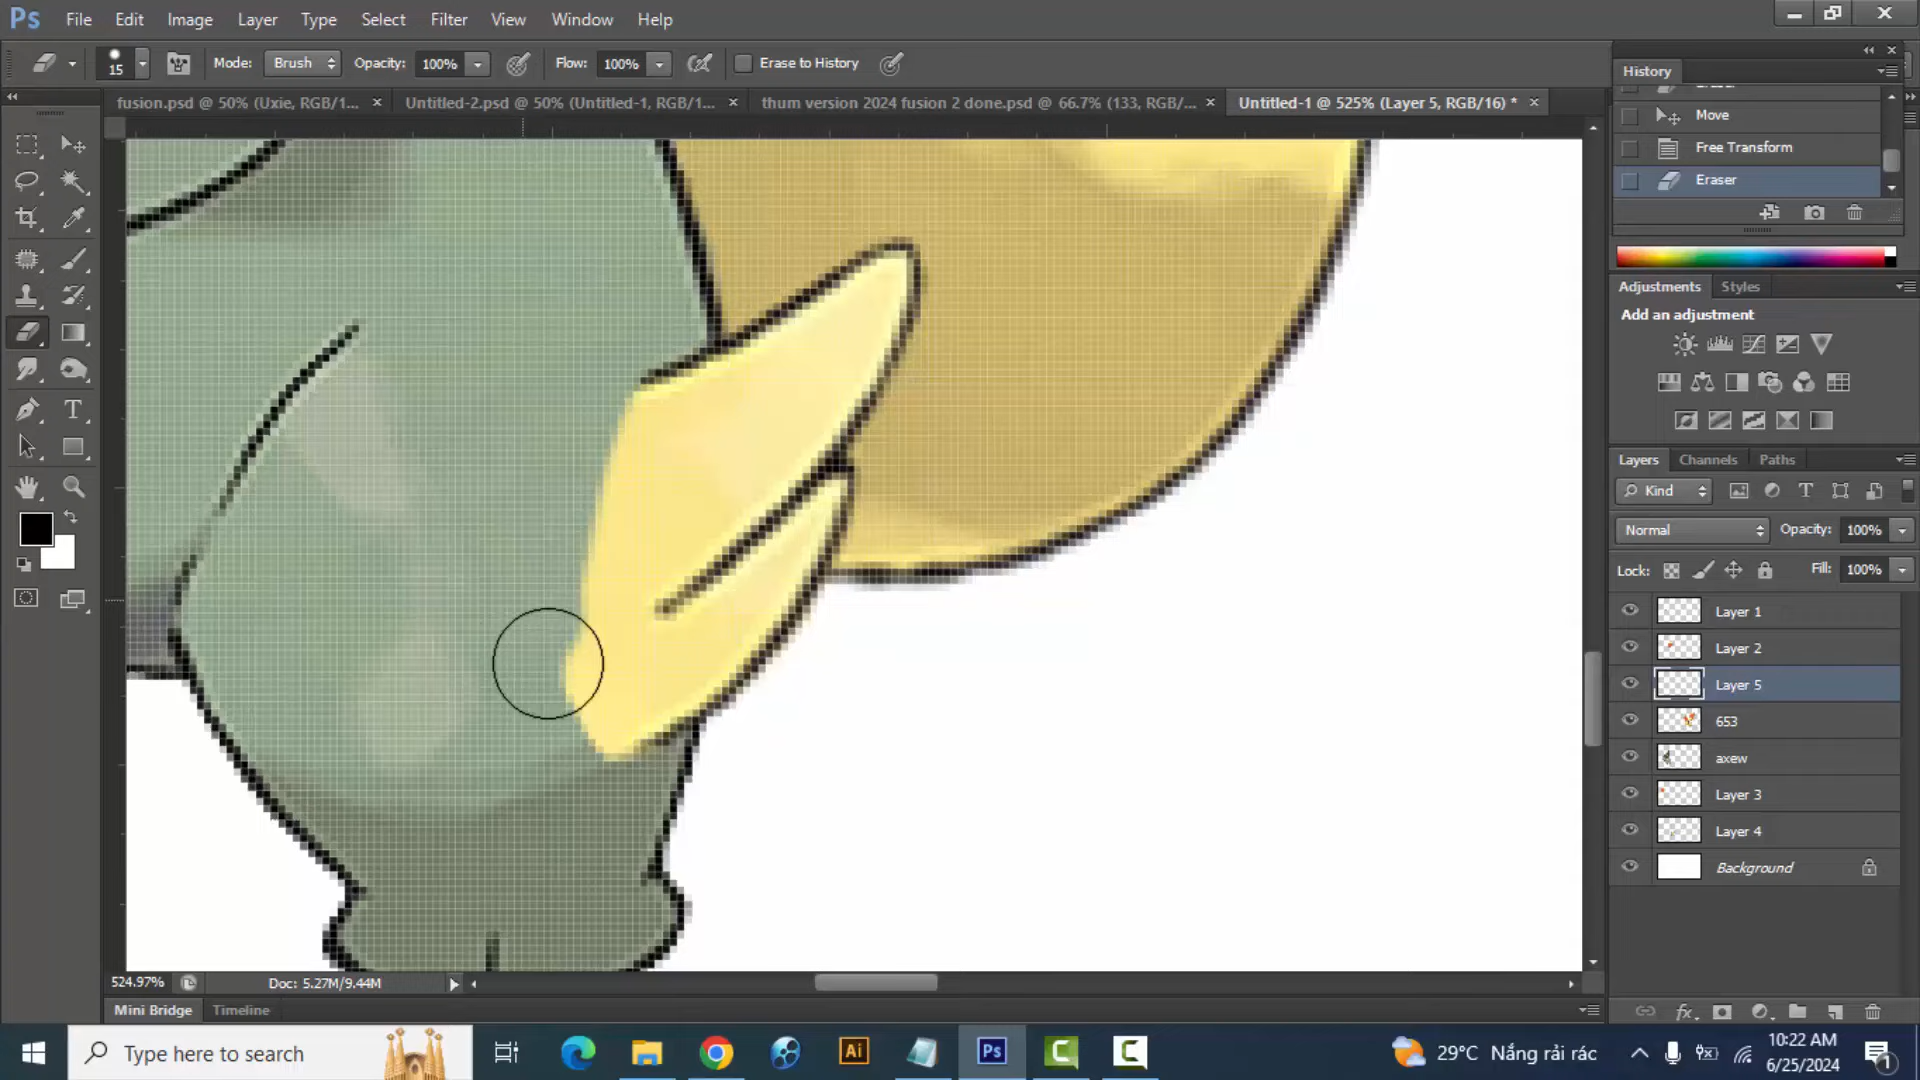 Ps File Edit Image Layer Type Select Filter View Window Help
15 Mode: Brush Opacity: 100% Flow: 100% Erase to History
fusion.psd @ 50% (Uxie, RGB/1... × Untitled-2.psd @ 50% (Untitled-1, RGB/1... × thum version 2024 fusion 2 done.psd @ 66.7% (133, RGB/... × Untitled-1 @ 525% (Layer 5, RGB/16) * ×
History
Move
Free Transform
Eraser
Adjustments Styles
Add an adjustment
Layers Channels Paths
Kind
Normal Opacity: 100%
Lock: Fill: 100%
Layer 1
Layer 2
Layer 5
653
axew
Layer 3
Layer 4
Background
524.97% Doc: 5.27M/9.44M
Mini Bridge Timeline
Type here to search
Ai Ps
29°C Nắng rải rác
10:22 AM
6/25/2024
1